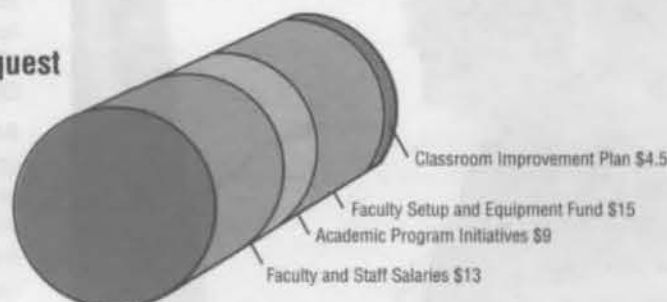 Classroom Improvement Plan $4.5
Faculty Setup and Equipment Fund $15
Academic Program Initiatives $9
Faculty and Staff Salaries $13